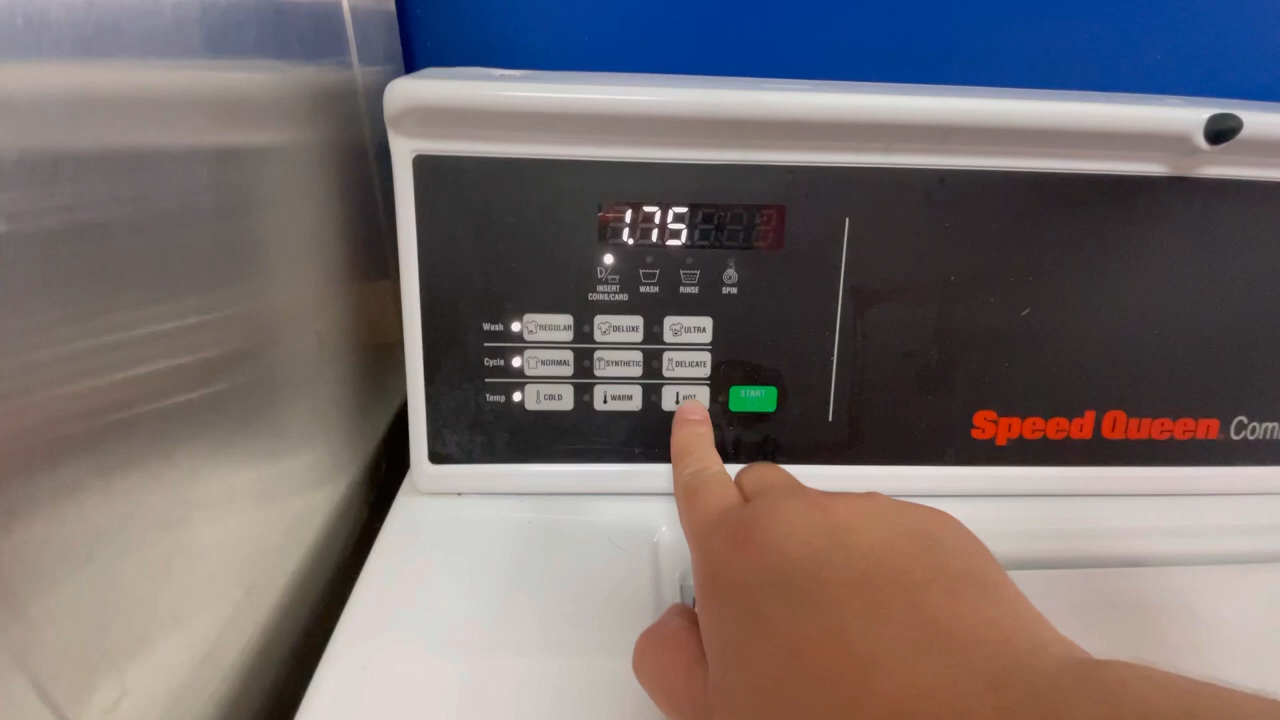 1.75
INSERT
COINS/CARD
WASH
RINSE
SPIN
Wash REGULAR DELUXE ULTRA
Cycle NORMAL SYNTHETIC DELICATE
Temp COLD WARM HOT START
Speed Queen Com